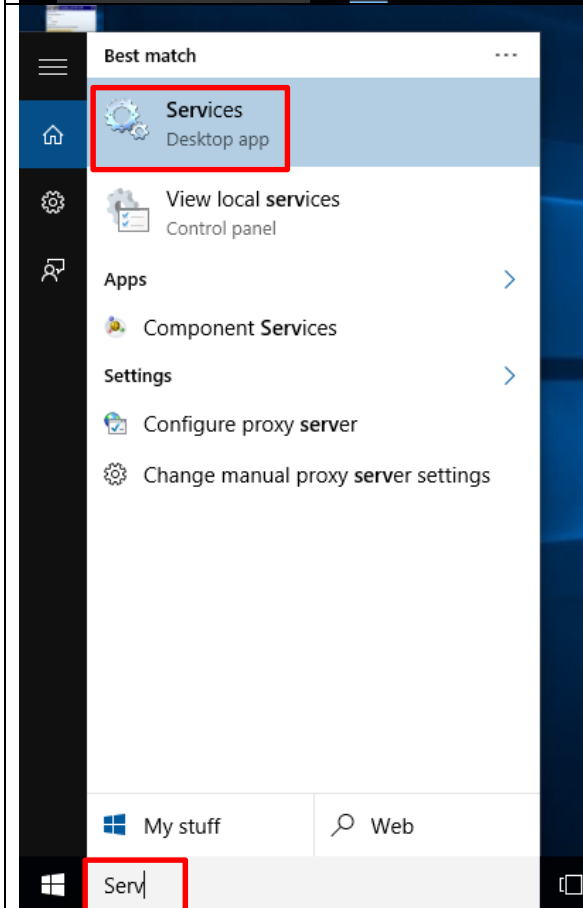 Best match
...
Services
Desktop app
View local services
Control panel
Apps
Component Services
Settings
Configure proxy server
Change manual proxy server settings
My stuff
Web
Serv